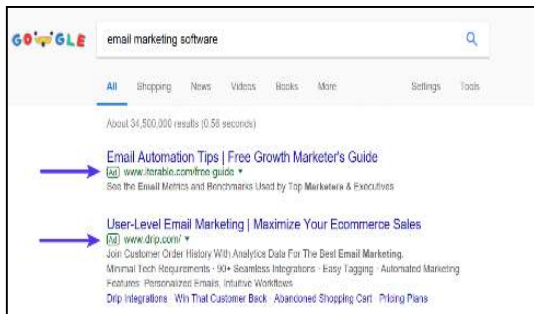 GOOGLE
email marketing software
All Shopping News Videos Books More Settings Tools
About 34,500,000 results (0.56 seconds)
Email Automation Tips | Free Growth Marketer's Guide
Ad www.iterable.com/free-guide
See the Email Metrics and Benchmarks Used by Top Marketers & Executives
User-Level Email Marketing | Maximize Your Ecommerce Sales
Ad www.drip.com/
Join Customer Order History With Analytics Data For The Best Email Marketing.
Minimal Tech Requirements · 90+ Seamless Integrations · Easy Tagging · Automated Marketing
Features: Personalized Emails, Intuitive Workflows
Drip Integrations · Win That Customer Back · Abandoned Shopping Cart · Pricing Plans